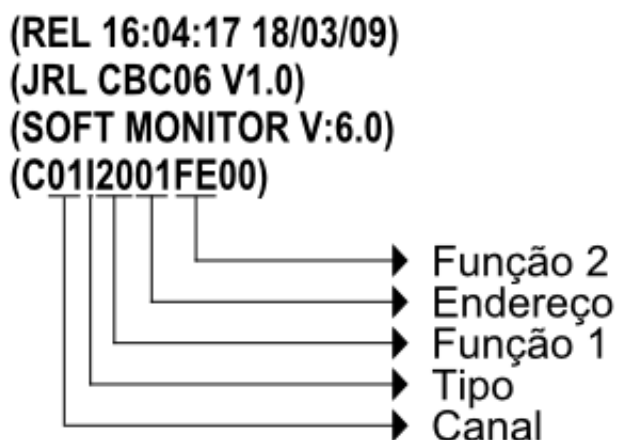 (REL 16:04:17 18/03/09)
(JRL CBC06 V1.0)
(SOFT MONITOR V:6.0)
(C01I2001FE00)
Função 2
Endereço
Função 1
Tipo
Canal